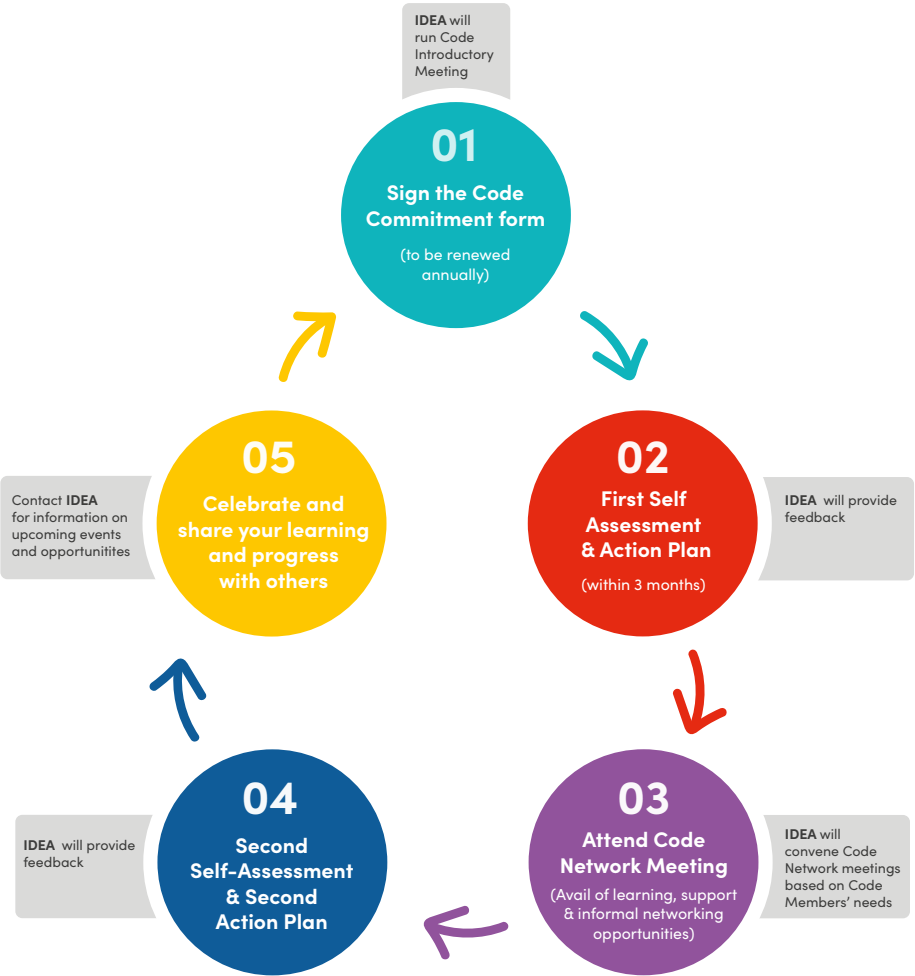 IDEA will
run Code
Introductory
Meeting
01
Sign the Code
Commitment form
(to be renewed
annually)
02
First Self
Assessment
& Action Plan
(within 3 months)
IDEA will provide
feedback
03
Attend Code
Network Meeting
(Avail of learning, support
& informal networking
opportunities)
IDEA will
convene Code
Network meetings
based on Code
Members' needs
04
Second
Self-Assessment
& Second
Action Plan
IDEA will provide
feedback
05
Celebrate and
share your learning
and progress
with others
Contact IDEA
for information on
upcoming events
and opportunitites